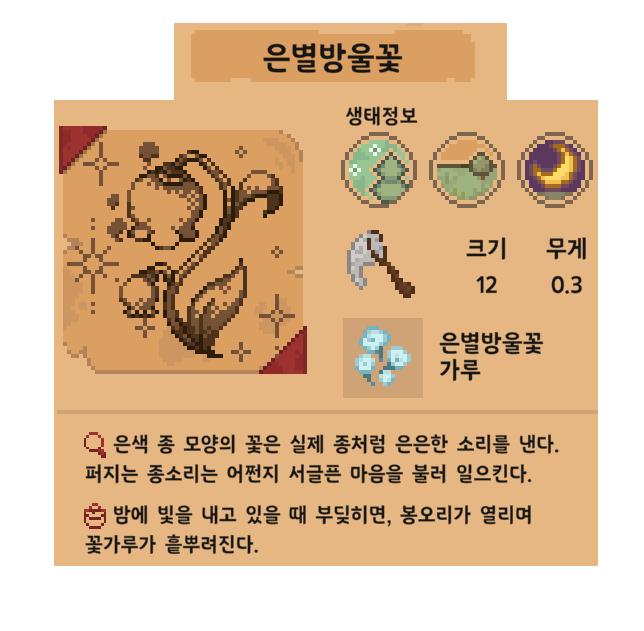 은별방울꽃
생태정보
크기 무게
12 0.3
은별방울꽃
가루
은색 종 모양의 꽃은 실제 종처럼 은은한 소리를 낸다.
퍼지는 종소리는 어쩐지 서글픈 마음을 불러 일으킨다.
밤에 빛을 내고 있을 때 부딪히면, 봉오리가 열리며
꽃가루가 흩뿌려진다.